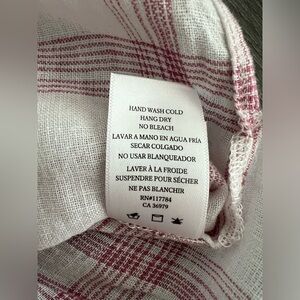 HAND WASH COLD
HANG DRY
NO BLEACH
LAVAR A MANO EN AGUA FRÍA
SECAR COLGADO
NO USAR BLANQUEADOR
LAVER À LA FROIDE
SUSPENDRE POUR SÉCHER
NE PAS BLANCHIR
RN#117784
CA 36979